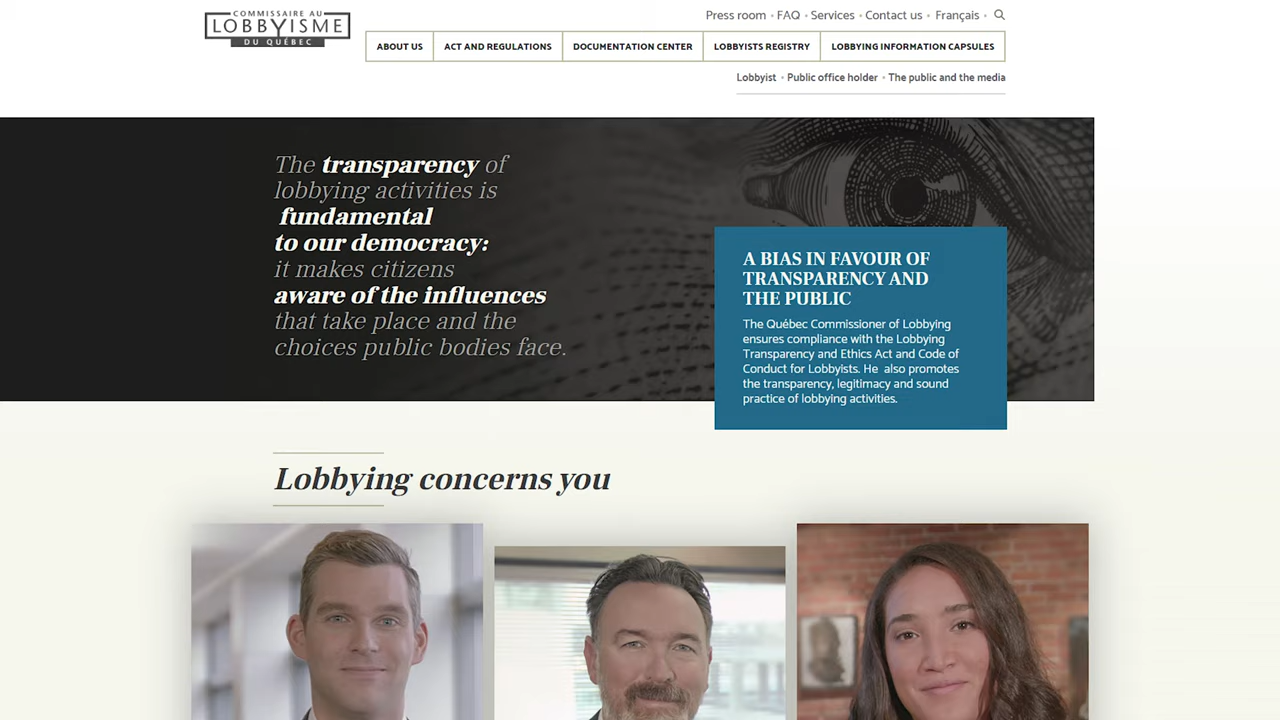 COMMISSAIRE AU
LOBBYISME
DU QUÉBEC
Press room • FAQ • Services • Contact us • Français •
ABOUT US
ACT AND REGULATIONS
DOCUMENTATION CENTER
LOBBYISTS REGISTRY
LOBBYING INFORMATION CAPSULES
Lobbyist • Public office holder • The public and the media
The transparency of
lobbying activities is
fundamental
to our democracy:
it makes citizens
aware of the influences
that take place and the
choices public bodies face.
A BIAS IN FAVOUR OF
TRANSPARENCY AND
THE PUBLIC
The Québec Commissioner of Lobbying
ensures compliance with the Lobbying
Transparency and Ethics Act and Code of
Conduct for Lobbyists. He also promotes
the transparency, legitimacy and sound
practice of lobbying activities.
Lobbying concerns you